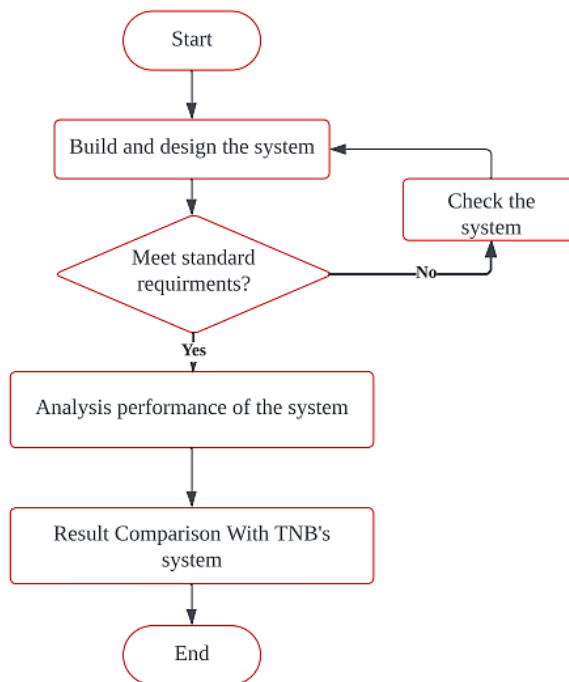 Start
Build and design the system
Check the
system
Meet standard
requirments?
No
Yes
Analysis performance of the system
Result Comparison With TNB's
system
End